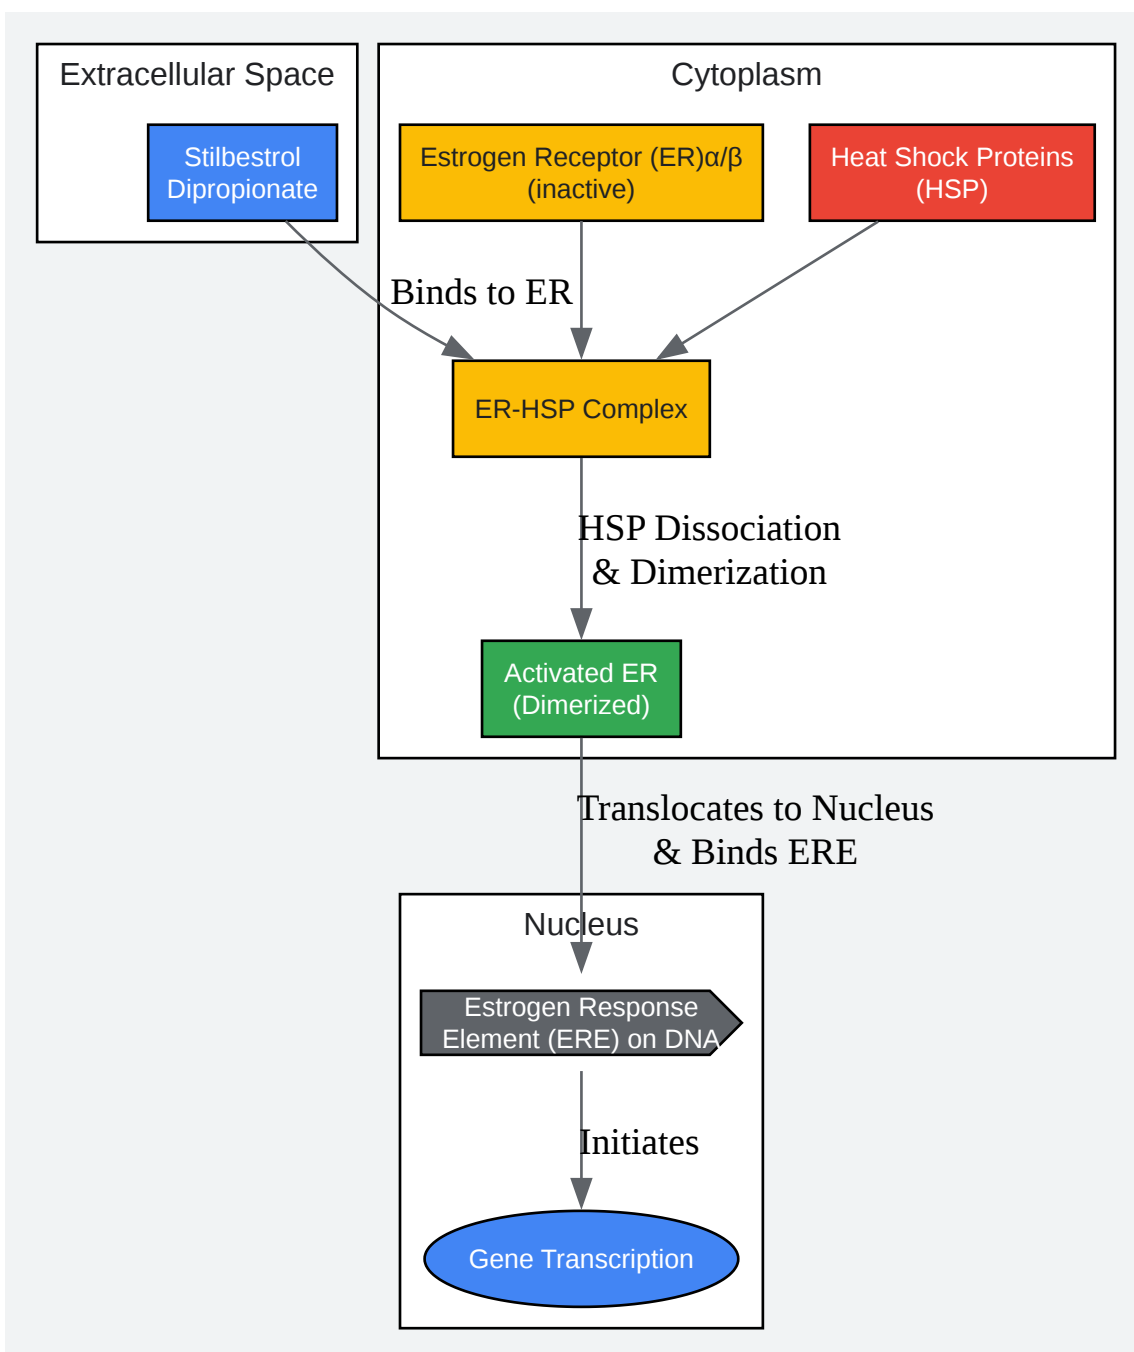 Extracellular Space
Cytoplasm
Stilbestrol
Dipropionate
Estrogen Receptor (ER)α/β
(inactive)
Heat Shock Proteins
(HSP)
Binds to ER
ER-HSP Complex
HSP Dissociation
& Dimerization
Activated ER
(Dimerized)
Translocates to Nucleus
& Binds ERE
Nucleus
Estrogen Response
Element (ERE) on DNA
Initiates
Gene Transcription